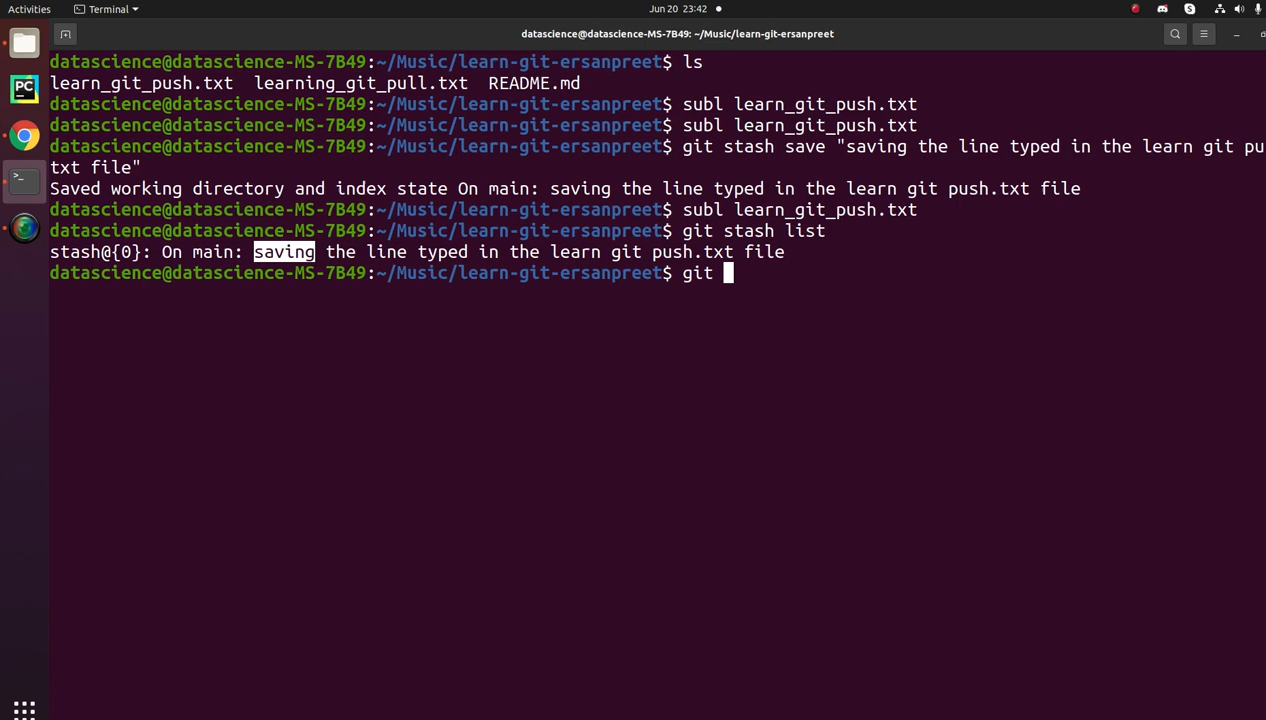 Activities
Terminal
Jun 20 23:42
datascience@datascience-MS-7B49: ~/Music/learn-git-ersanpreet
datascience@datascience-MS-7B49:~/Music/learn-git-ersanpreet$ ls
learn_git_push.txt  learning_git_pull.txt  README.md
datascience@datascience-MS-7B49:~/Music/learn-git-ersanpreet$ subl learn_git_push.txt
datascience@datascience-MS-7B49:~/Music/learn-git-ersanpreet$ subl learn_git_push.txt
datascience@datascience-MS-7B49:~/Music/learn-git-ersanpreet$ git stash save "saving the line typed in the learn git pu
txt file"
Saved working directory and index state On main: saving the line typed in the learn git push.txt file
datascience@datascience-MS-7B49:~/Music/learn-git-ersanpreet$ subl learn_git_push.txt
datascience@datascience-MS-7B49:~/Music/learn-git-ersanpreet$ git stash list
stash@{0}: On main: saving the line typed in the learn git push.txt file
datascience@datascience-MS-7B49:~/Music/learn-git-ersanpreet$ git
PC